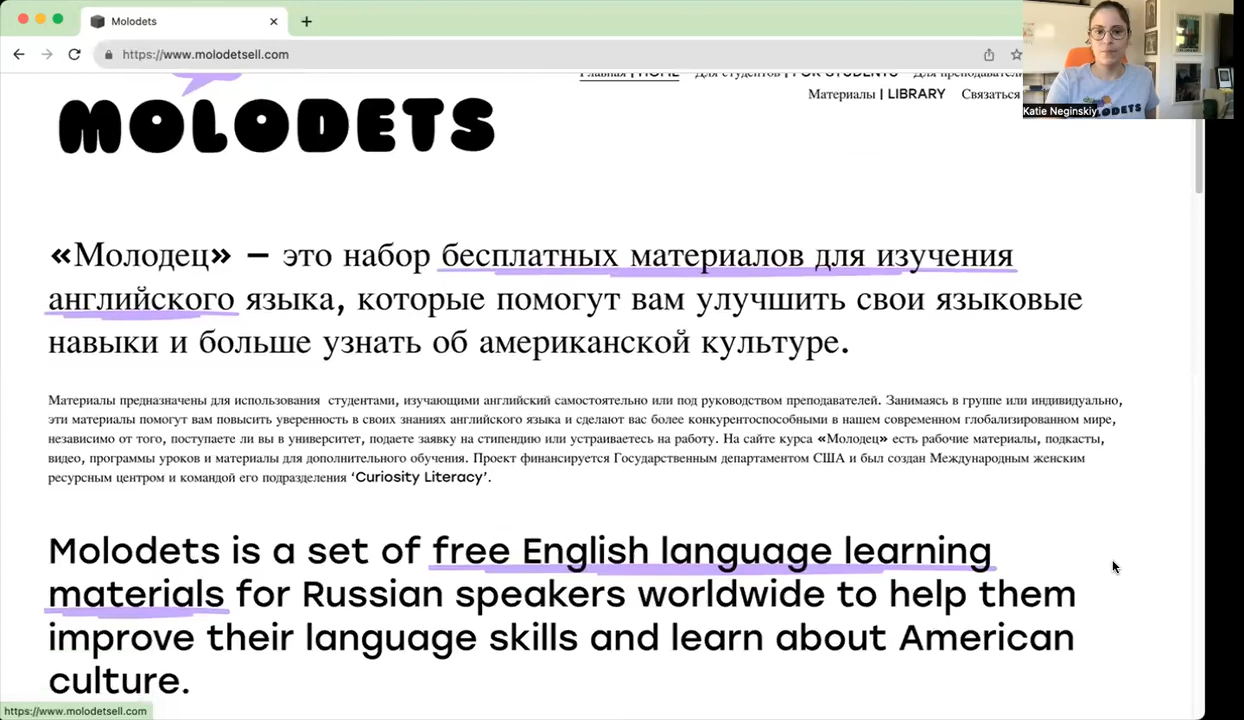 Molodets
https://www.molodetsell.com
Главная | HOME Для студентов | FOR STUDENTS Для преподавателей
Материалы | LIBRARY Связаться
Katie Neginskiy
MOLODETS
MOLODETS
«Молодец» – это набор бесплатных материалов для изучения
английского языка, которые помогут вам улучшить свои языковые
навыки и больше узнать об американской культуре.
Материалы предназначены для использования студентами, изучающими английский самостоятельно или под руководством преподавателей. Занимаясь в группе или индивидуально,
эти материалы помогут вам повысить уверенность в своих знаниях английского языка и сделают вас более конкурентоспособными в нашем современном глобализированном мире,
независимо от того, поступаете ли вы в университет, подаете заявку на стипендию или устраиваетесь на работу. На сайте курса «Молодец» есть рабочие материалы, подкасты,
видео, программы уроков и материалы для дополнительного обучения. Проект финансируется Государственным департаментом США и был создан Международным женским
ресурсным центром и командой его подразделения ‘Curiosity Literacy’.
Molodets is a set of free English language learning
materials for Russian speakers worldwide to help them
improve their language skills and learn about American
culture.
https://www.molodetsell.com